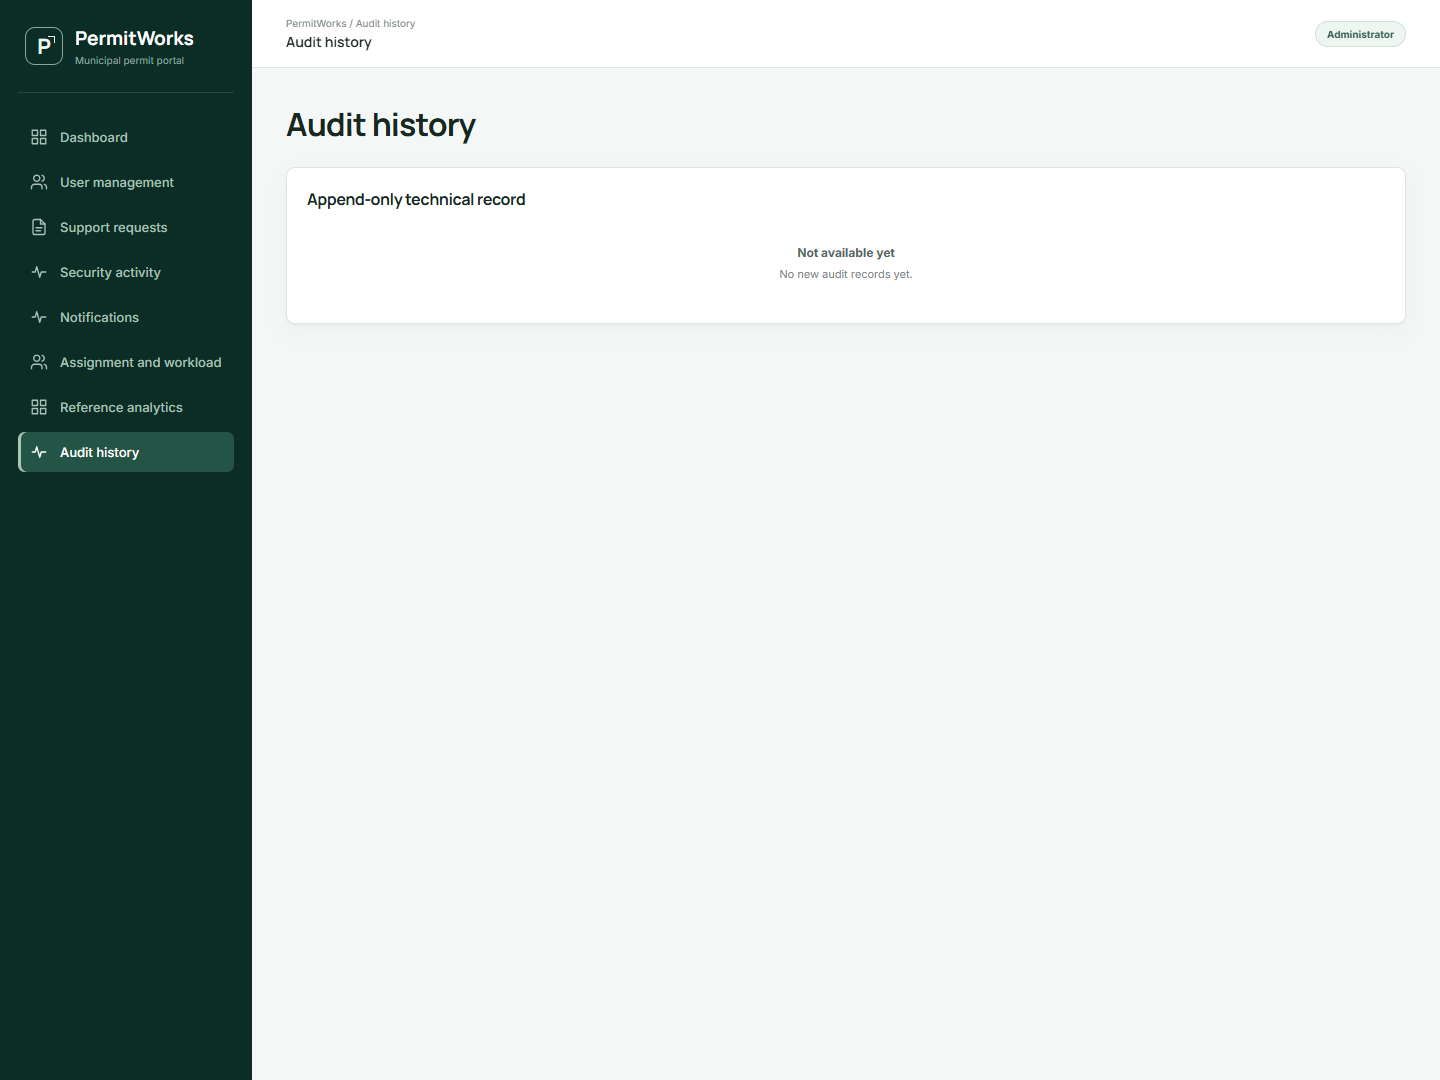 P
PermitWorks
Municipal permit portal
Dashboard
User management
Support requests
Security activity
Notifications
Assignment and workload
Reference analytics
Audit history
PermitWorks / Audit history
Audit history
Administrator
Audit history
Append-only technical record
Not available yet
No new audit records yet.